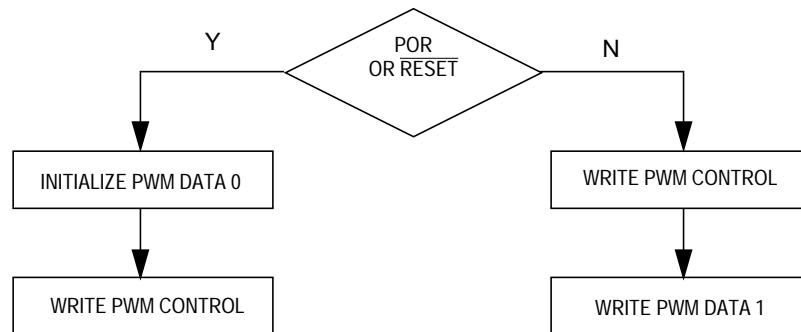 Y
POR
OR RESET
N
INITIALIZE PWM DATA 0
WRITE PWM CONTROL
WRITE PWM CONTROL
WRITE PWM DATA 1